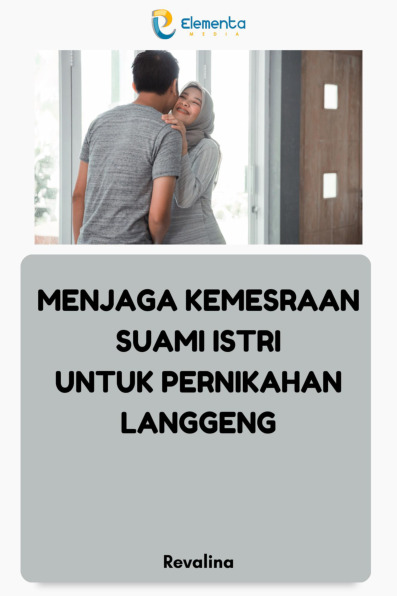 Elementa
MEDIA
MENJAGA KEMESRAAN
SUAMI ISTRI
UNTUK PERNIKAHAN
LANGGENG
Revalina